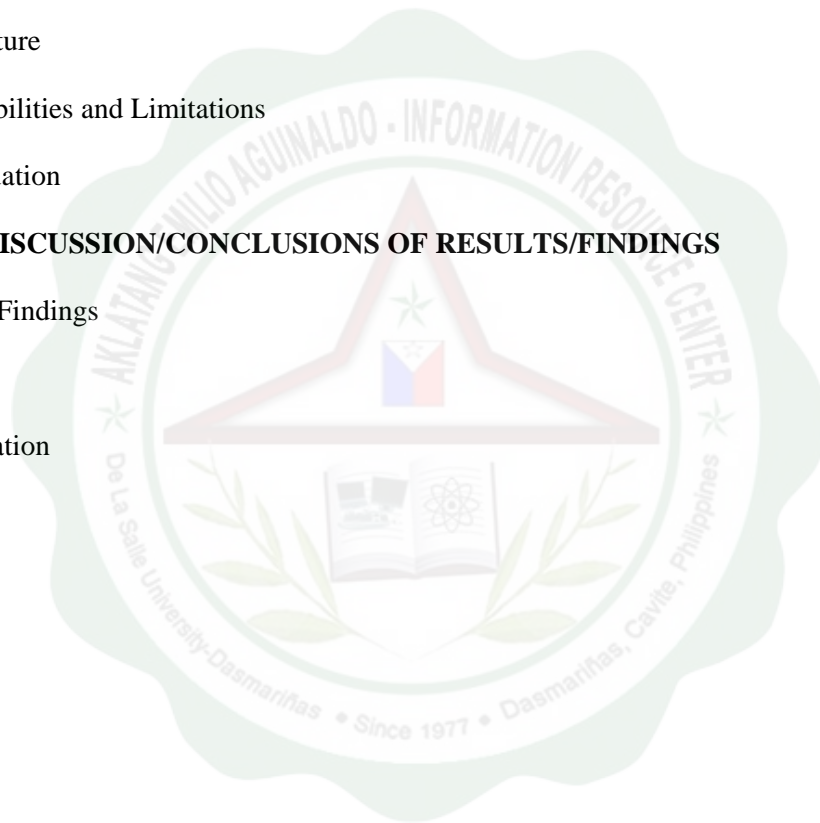 ture
bilities and Limitations
ation
ISCUSSION/CONCLUSIONS OF RESULTS/FINDINGS
Findings
ation
AKLATANG EMILIO AGUINALDO - INFORMATION RESOURCE CENTER
De La Salle University-Dasmariñas • Since 1977 • Dasmariñas, Cavite, Philippines